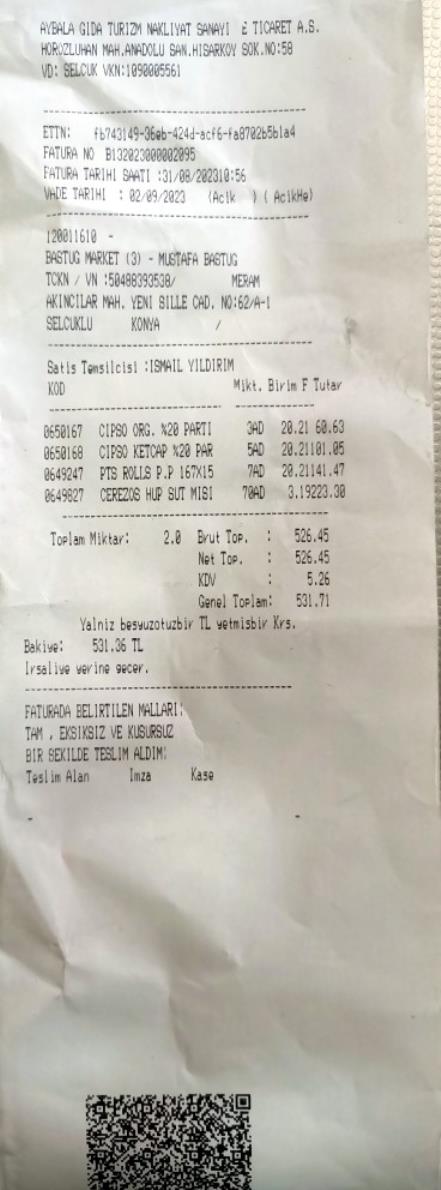 AYBALA GIDA TURIZM NAKLIYAT SANAYI E TICARET A.S.
HOROZLUHAN MAH.ANADOLU SAN.HISARKOY SOK.NO:58
VD: SELCUK VKN:1090005561
ETTN: fb743149-36eb-424d-acf6-fa8702b5b1a4
FATURA NO B132023000002095
FATURA TARIHI SAATI :31/08/202310:56
VADE TARIHI : 02/09/2023 (Acik ) ( AcikHe)
120011610 -
BASTUG MARKET (3) - MUSTAFA BASTUG
TCKN / VN :50488393538/ MERAM
AKINCILAR MAH. YENI SILLE CAD. NO:62/A-1
SELCUKLU KONYA /
Satis Temsilcisi :ISMAIL YILDIRIM
KOD Mikt. Birim F Tutar
0650167 CIPSO ORG. %20 PARTI 3AD 20.21 60.63
0650168 CIPSO KETCAP %20 PAR 5AD 20.21101.05
0649247 PTS ROLLS P.P 167X15 7AD 20.21141.47
0649827 CEREZOS HUP SUT MISI 70AD 3.19223.30
Toplam Miktar: 2.0 Brut Top. : 526.45
Net Top. : 526.45
KDV : 5.26
Genel Toplam: 531.71
Yalniz besyuzotuzbir TL yetmisbir Krs.
Bakiye: 531.36 TL
Irsaliye yerine gecer.
FATURADA BELIRTILEN MALLARI;
TAM , EKSIKSIZ VE KUSURSUZ
BIR SEKILDE TESLIM ALDIM:
Teslim Alan Imza Kase